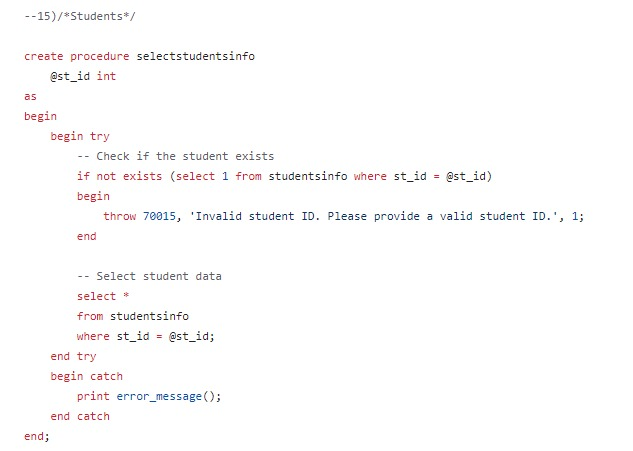 --15)/*Students*/
create procedure selectstudentsinfo
@st_id int
as
begin
begin try
-- Check if the student exists
if not exists (select 1 from studentsinfo where st_id = @st_id)
begin
throw 70015, 'Invalid student ID. Please provide a valid student ID.', 1;
end
-- Select student data
select *
from studentsinfo
where st_id = @st_id;
end try
begin catch
print error_message();
end catch
end;